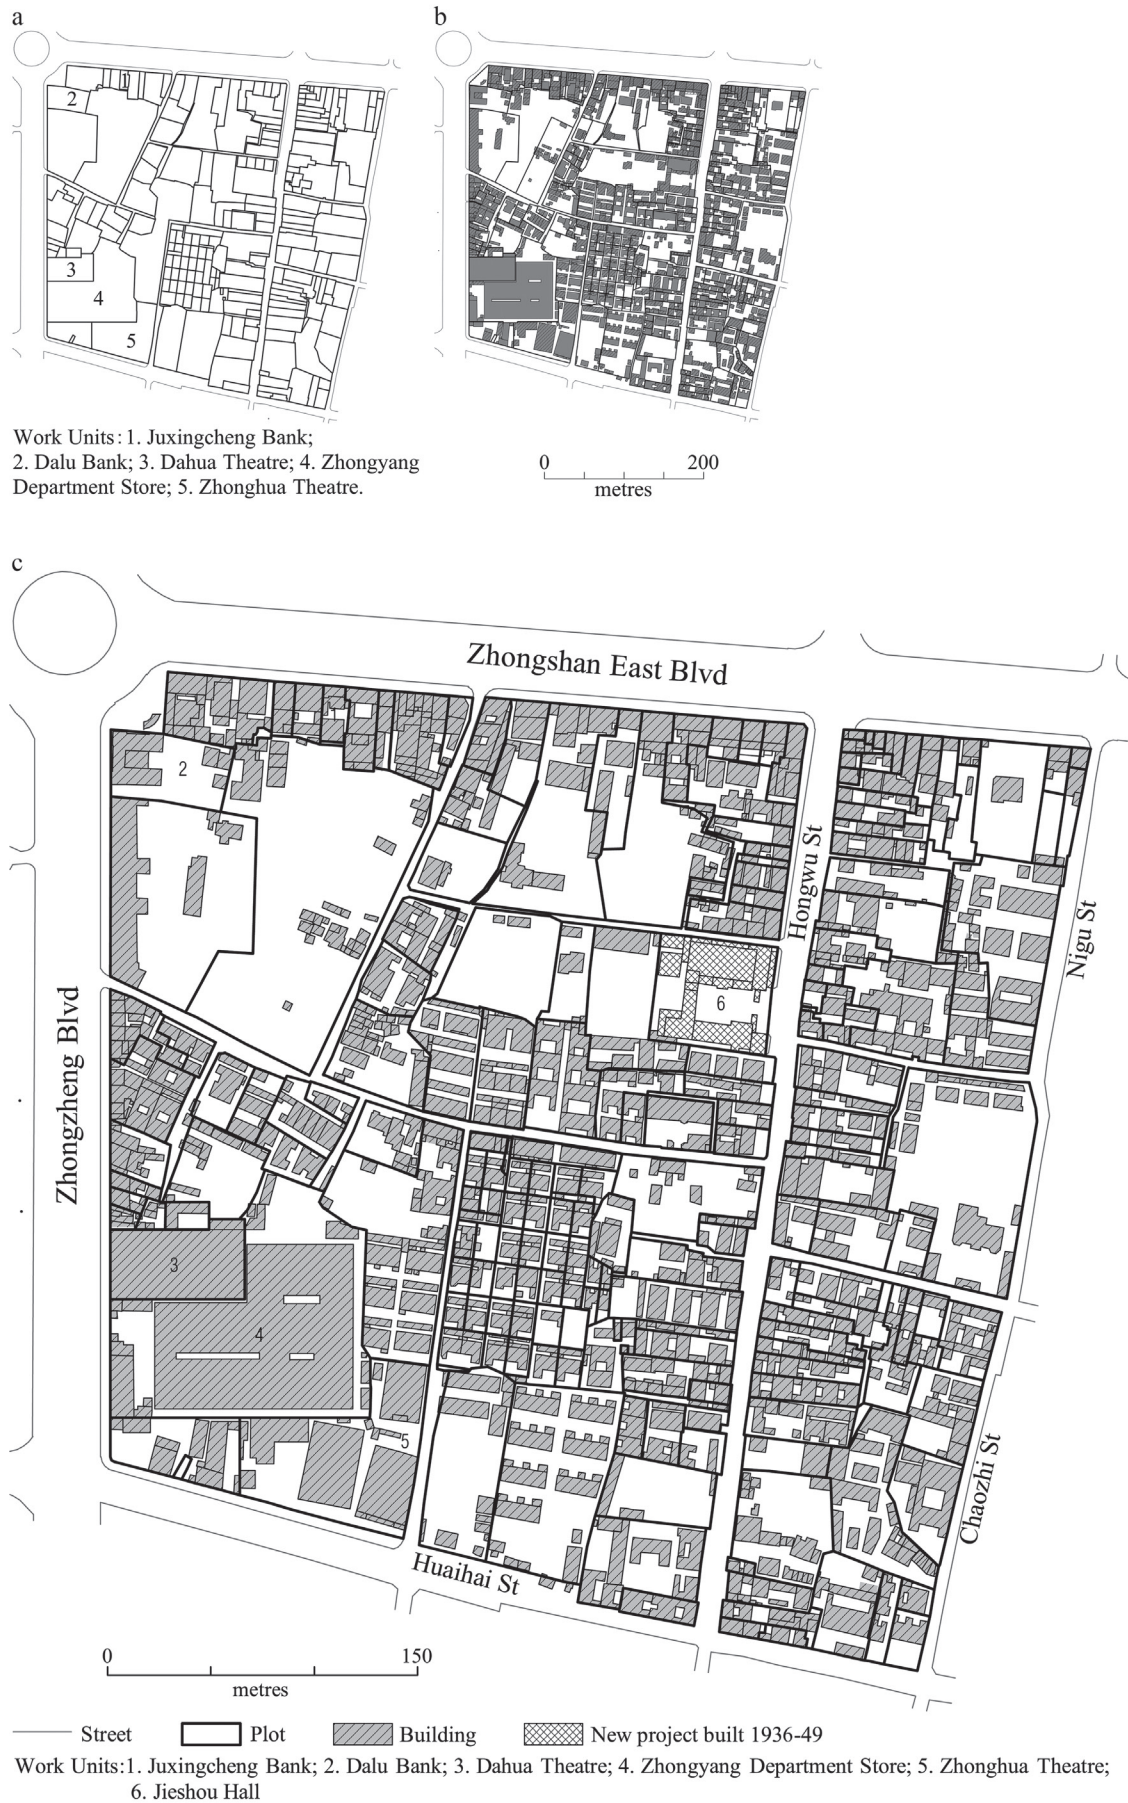 a
b
1
2
3
4
5
Work Units: 1. Juxingcheng Bank;
2. Dalu Bank; 3. Dahua Theatre; 4. Zhongyang
Department Store; 5. Zhonghua Theatre.
0 200
metres
c
Zhongshan East Blvd
2
Hongwu St
Nigu St
6
Zhongzheng Blvd
3
4
5
Chaozhi St
Huaihai St
0 150
metres
Street Plot Building New project built 1936-49
Work Units:1. Juxingcheng Bank; 2. Dalu Bank; 3. Dahua Theatre; 4. Zhongyang Department Store; 5. Zhonghua Theatre;
6. Jieshou Hall